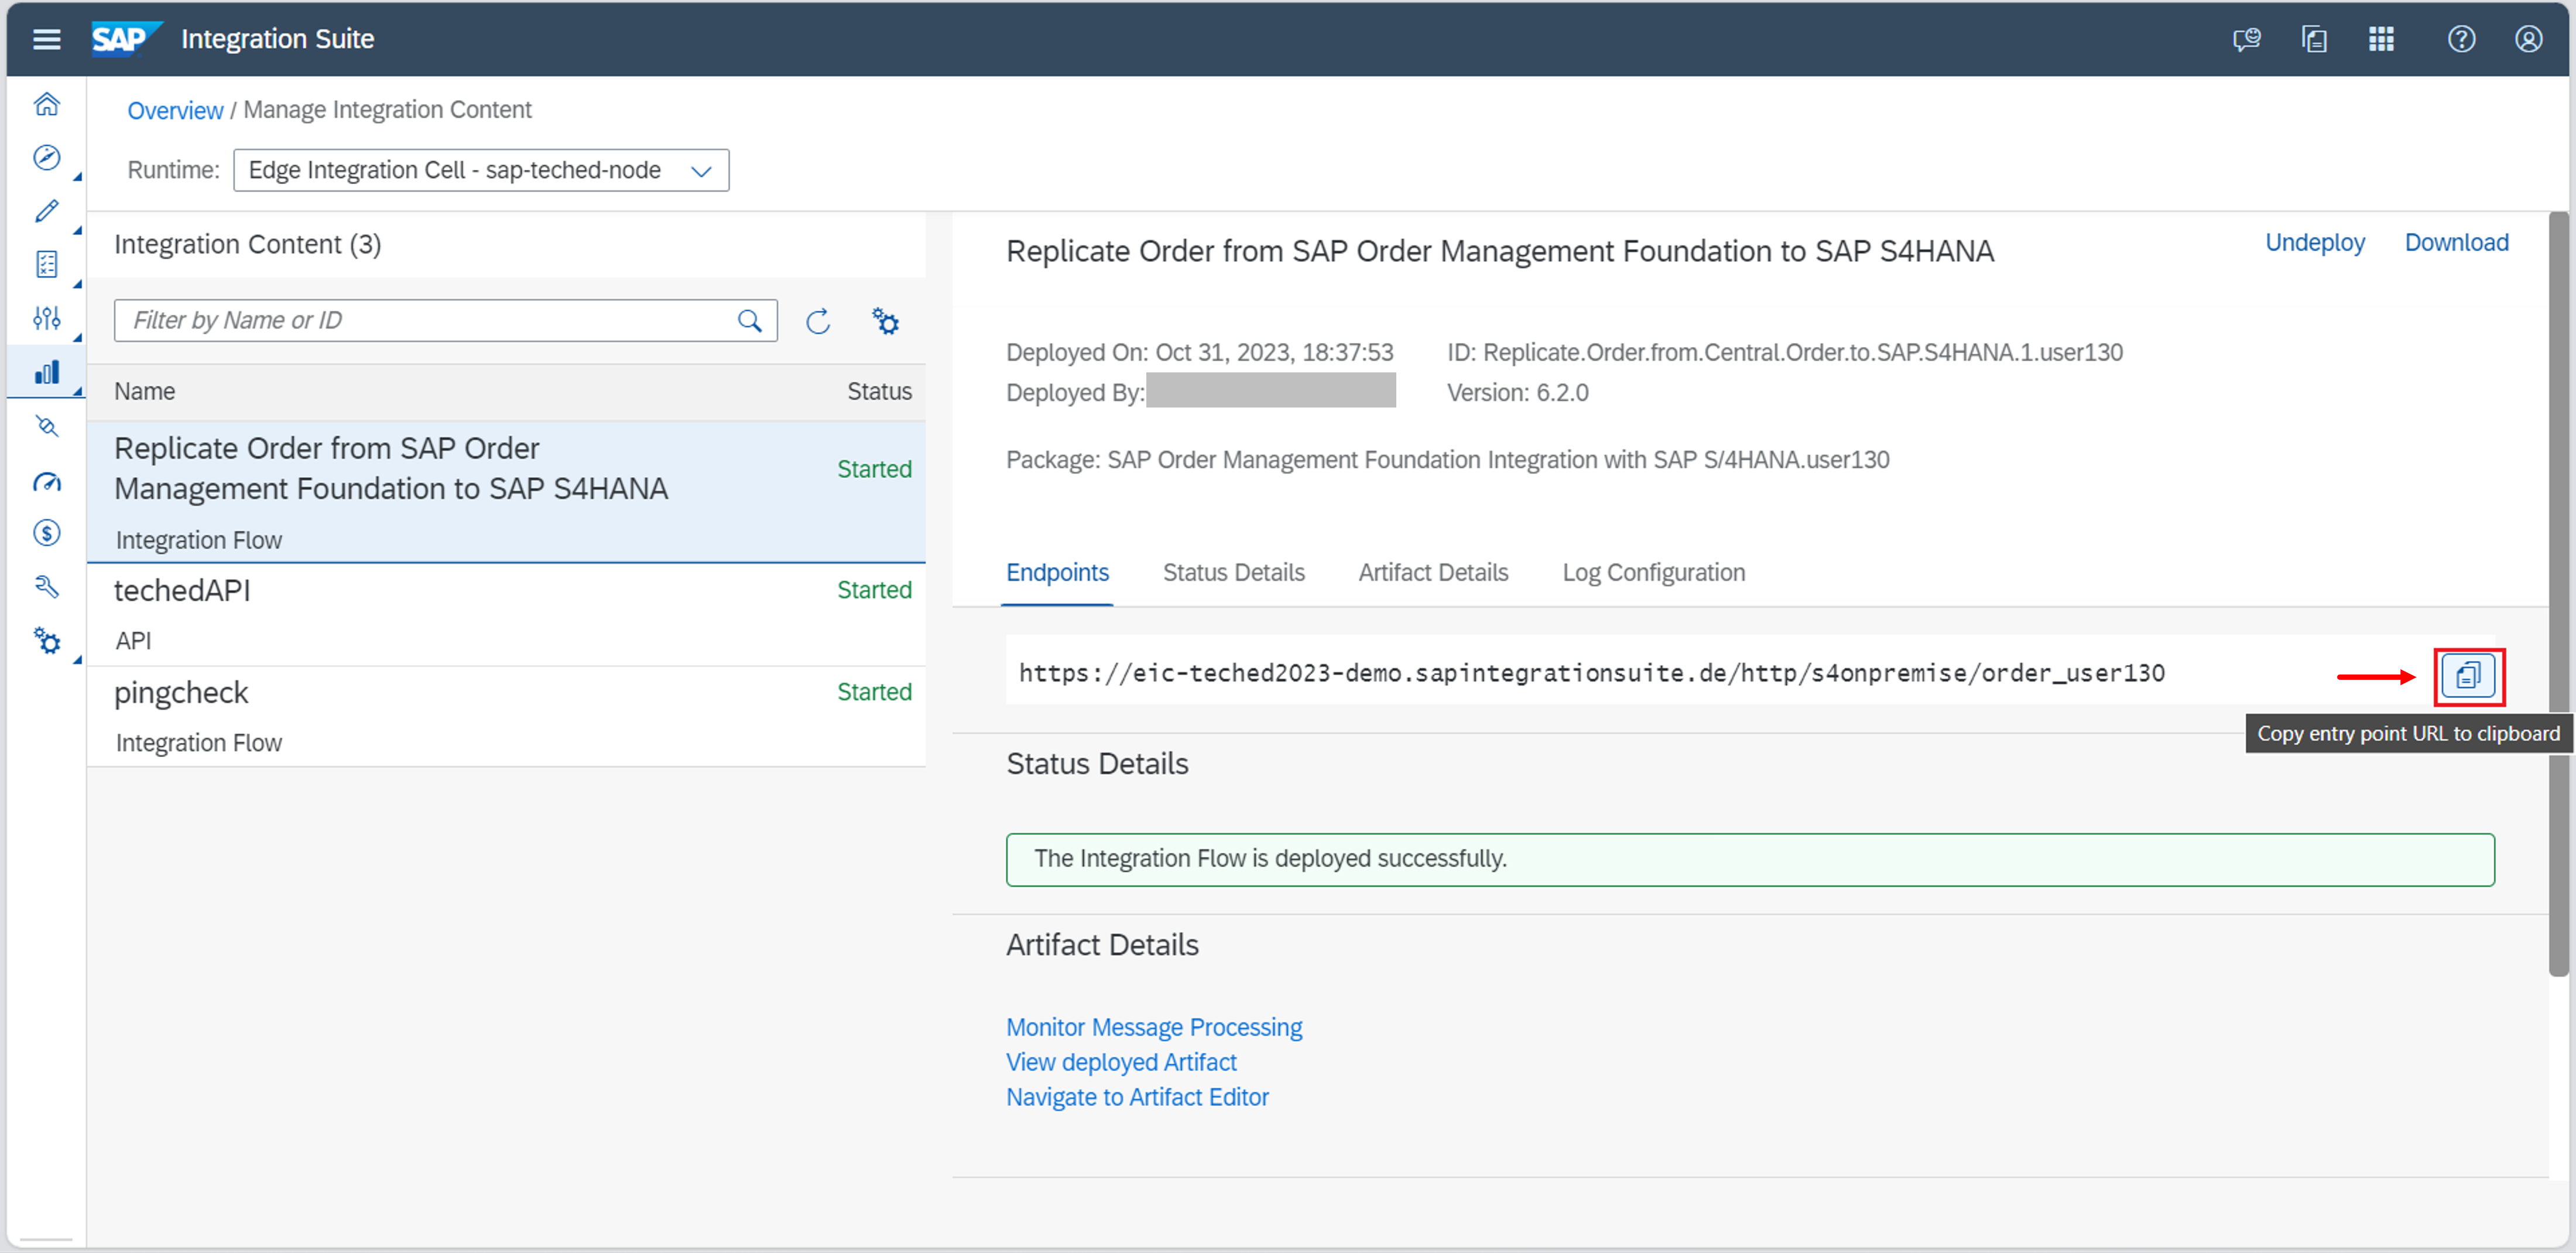 SAP Integration Suite
Overview / Manage Integration Content
Runtime: Edge Integration Cell - sap-teched-node
Integration Content (3)
Filter by Name or ID
Name Status
Replicate Order from SAP Order
Management Foundation to SAP S4HANA
Started
Integration Flow
techedAPI Started
API
pingcheck Started
Integration Flow
Replicate Order from SAP Order Management Foundation to SAP S4HANA
Undeploy Download
Deployed On: Oct 31, 2023, 18:37:53 ID: Replicate.Order.from.Central.Order.to.SAP.S4HANA.1.user130
Deployed By: Version: 6.2.0
Package: SAP Order Management Foundation Integration with SAP S/4HANA.user130
Endpoints Status Details Artifact Details Log Configuration
https://eic-teched2023-demo.sapintegrationsuite.de/http/s4onpremise/order_user130
Copy entry point URL to clipboard
Status Details
The Integration Flow is deployed successfully.
Artifact Details
Monitor Message Processing
View deployed Artifact
Navigate to Artifact Editor